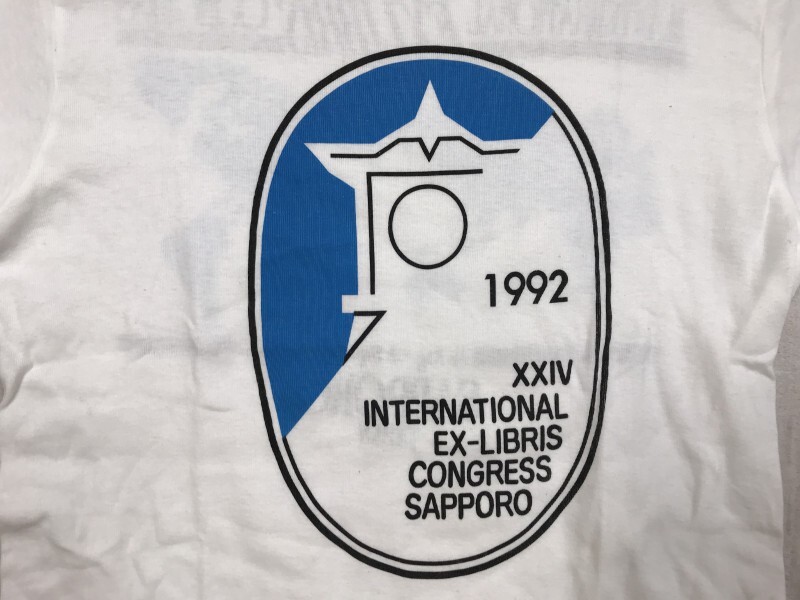 1992
XXIV
INTERNATIONAL
EX-LIBRIS
CONGRESS
SAPPORO